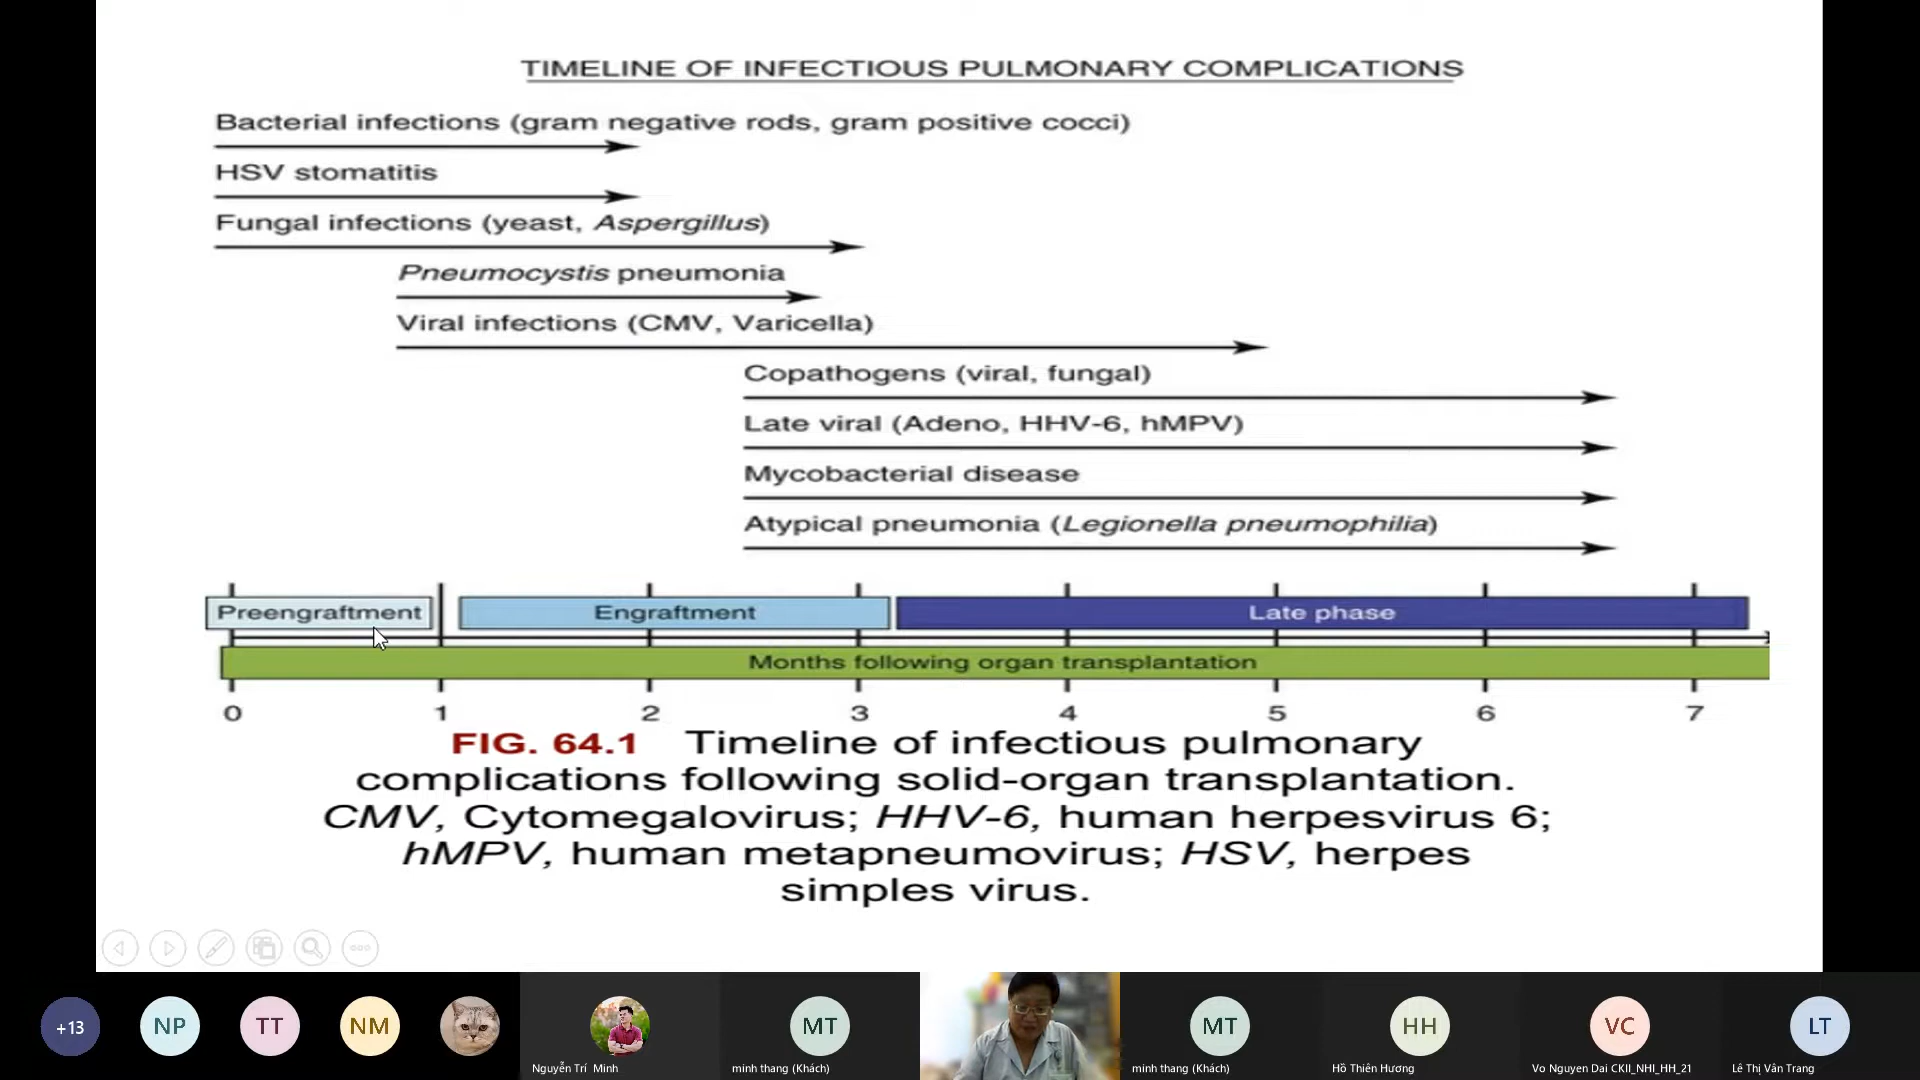 TIMELINE OF INFECTIOUS PULMONARY COMPLICATIONS
Bacterial infections (gram negative rods, gram positive cocci)
HSV stomatitis
Fungal infections (yeast, Aspergillus)
Pneumocystis pneumonia
Viral infections (CMV, Varicella)
Copathogens (viral, fungal)
Late viral (Adeno, HHV-6, hMPV)
Mycobacterial disease
Atypical pneumonia (Legionella pneumophilia)
Preengraftment Engraftment Late phase
Months following organ transplantation
0 1 2 3 4 5 6 7
FIG. 64.1 Timeline of infectious pulmonary
complications following solid-organ transplantation.
CMV, Cytomegalovirus; HHV-6, human herpesvirus 6;
hMPV, human metapneumovirus; HSV, herpes
simples virus.
+13 NP TT NM MT MT HH VC LT
Nguyễn Trí Minh minh thang (Khách) minh thang (Khách) Hồ Thiên Hương Vo Nguyen Dai CKII_NHI_HH_21 Lê Thị Vân Trang